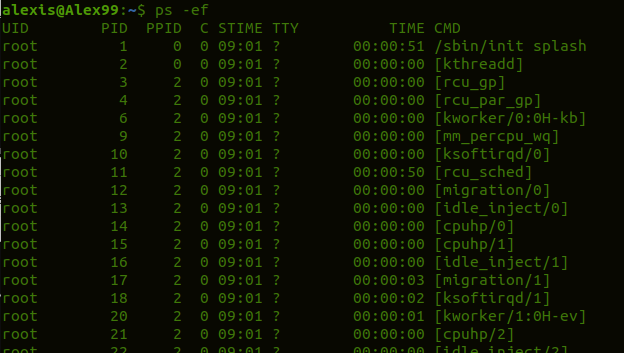 alexis@Alex99:~$ ps -ef
UID        PID  PPID  C STIME TTY          TIME CMD
root         1     0  0 09:01 ?        00:00:51 /sbin/init splash
root         2     0  0 09:01 ?        00:00:00 [kthreadd]
root         3     2  0 09:01 ?        00:00:00 [rcu_gp]
root         4     2  0 09:01 ?        00:00:00 [rcu_par_gp]
root         6     2  0 09:01 ?        00:00:00 [kworker/0:0H-kb]
root         9     2  0 09:01 ?        00:00:00 [mm_percpu_wq]
root        10     2  0 09:01 ?        00:00:00 [ksoftirqd/0]
root        11     2  0 09:01 ?        00:00:50 [rcu_sched]
root        12     2  0 09:01 ?        00:00:00 [migration/0]
root        13     2  0 09:01 ?        00:00:00 [idle_inject/0]
root        14     2  0 09:01 ?        00:00:00 [cpuhp/0]
root        15     2  0 09:01 ?        00:00:00 [cpuhp/1]
root        16     2  0 09:01 ?        00:00:00 [idle_inject/1]
root        17     2  0 09:01 ?        00:00:03 [migration/1]
root        18     2  0 09:01 ?        00:00:02 [ksoftirqd/1]
root        20     2  0 09:01 ?        00:00:01 [kworker/1:0H-ev]
root        21     2  0 09:01 ?        00:00:00 [cpuhp/2]
root        22     2  0 09:01 ?        00:00:00 [idle_inject/2]